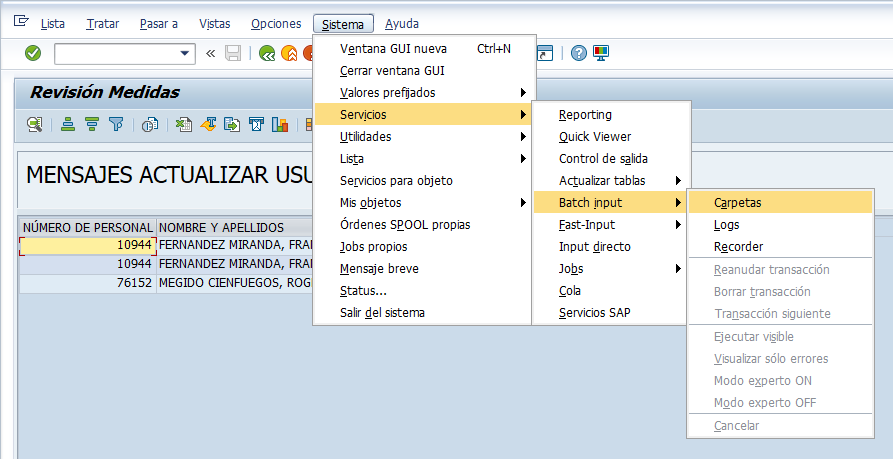 Lista Tratar Pasar a Vistas Opciones Sistema Ayuda
Revisión Medidas
MENSAJES ACTUALIZAR USU
NÚMERO DE PERSONAL NOMBRE Y APELLIDOS
10944 FERNANDEZ MIRANDA, FRA
10944 FERNANDEZ MIRANDA, FRA
76152 MEGIDO CIENFUEGOS, ROG
Ventana GUI nueva Ctrl+N
Cerrar ventana GUI
Valores prefijados
Servicios
Utilidades
Lista
Servicios para objeto
Mis objetos
Órdenes SPOOL propias
Jobs propios
Mensaje breve
Status...
Salir del sistema
Reporting
Quick Viewer
Control de salida
Actualizar tablas
Batch input
Fast-Input
Input directo
Jobs
Cola
Servicios SAP
Carpetas
Logs
Recorder
Reanudar transacción
Borrar transacción
Transacción siguiente
Ejecutar visible
Visualizar sólo errores
Modo experto ON
Modo experto OFF
Cancelar